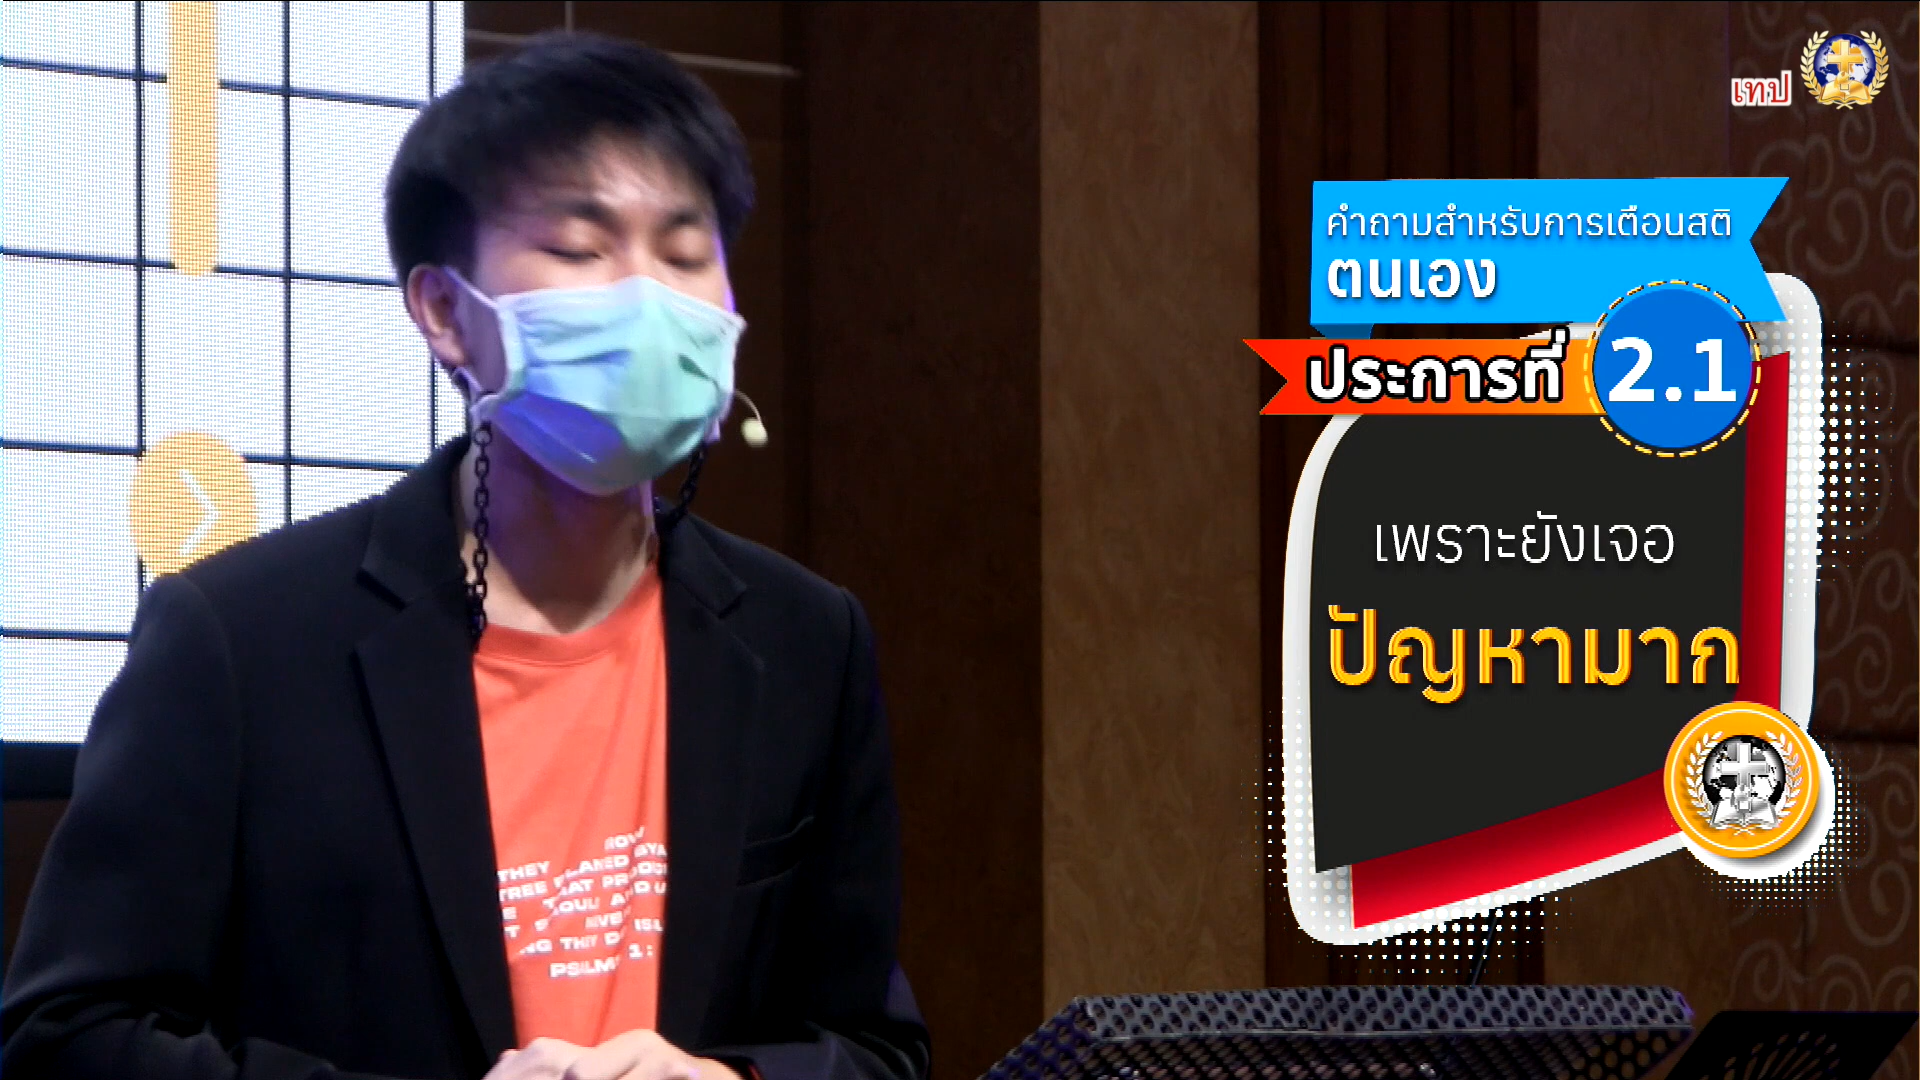 เทป
คำถามสำหรับการเตือนสติ
ตนเอง
ประการที่ 2.1
เพราะยังเจอ
ปัญหามาก
THEY
TREE
THEY